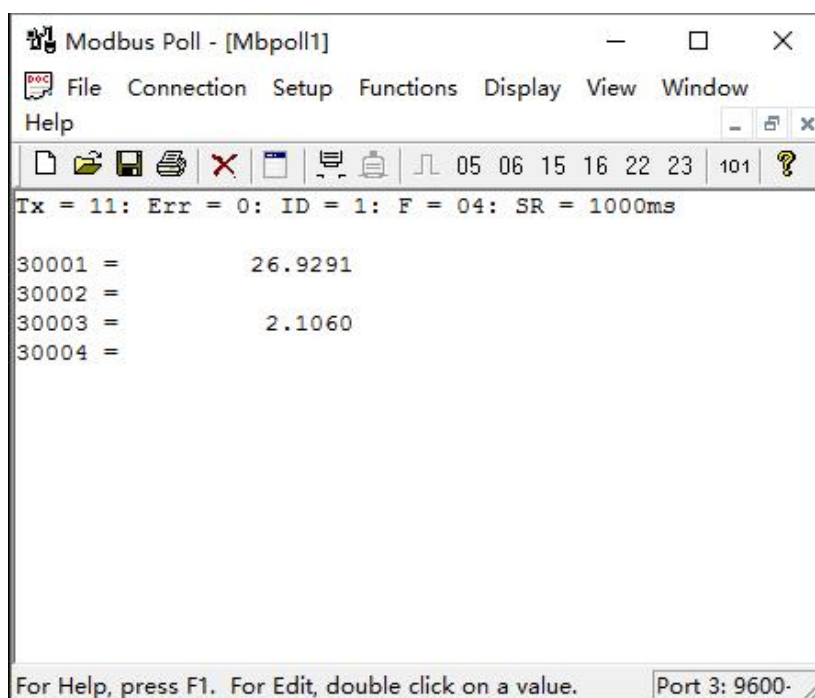 Modbus Poll - [Mbpoll1]
File Connection Setup Functions Display View Window
Help
05 06 15 16 22 23 101
Tx = 11: Err = 0: ID = 1: F = 04: SR = 1000ms
30001 = 26.9291
30002 =
30003 = 2.1060
30004 =
For Help, press F1. For Edit, double click on a value. Port 3: 9600-